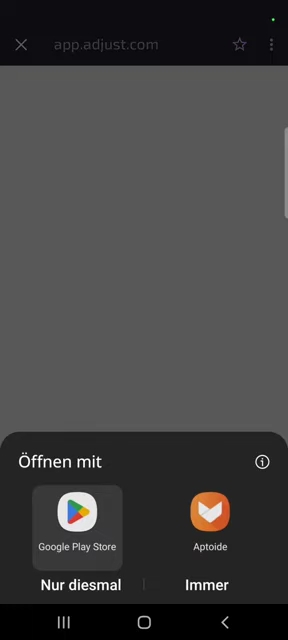 app.adjust.com
Öffnen mit
Google Play Store
Aptoide
Nur diesmal
Immer